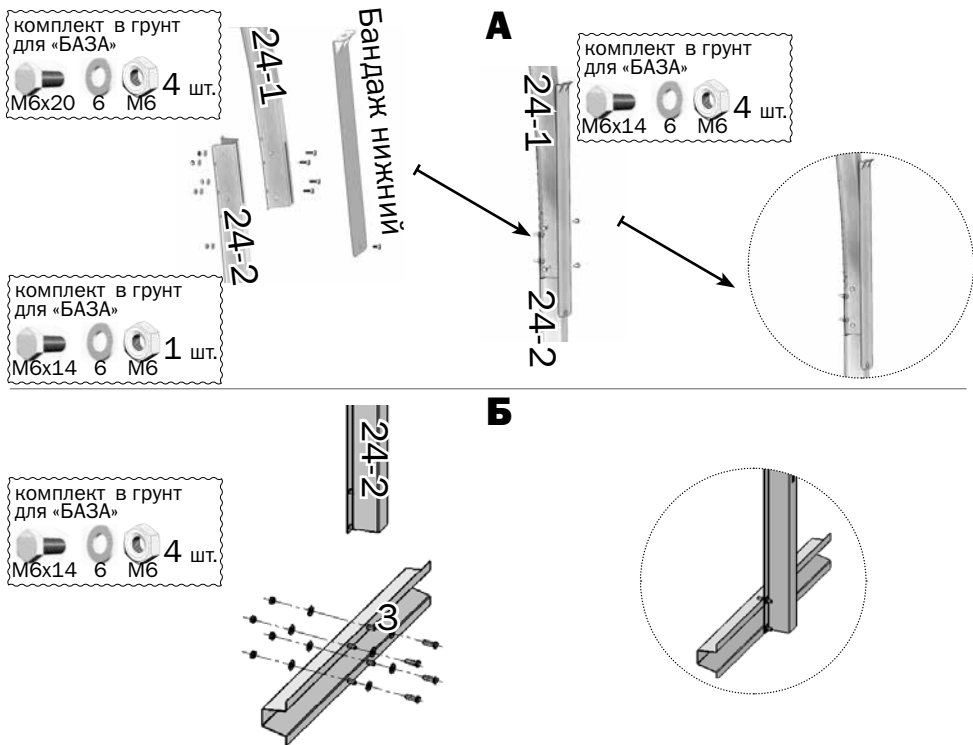 А
комплект в грунт
для «БАЗА»
М6х20 6 М6 4 шт.
24-1
Бандаж нижний
24-2
комплект в грунт
для «БАЗА»
М6х14 6 М6 1 шт.
комплект в грунт
для «БАЗА»
М6х14 6 М6 4 шт.
24-1
24-2
Б
комплект в грунт
для «БАЗА»
М6х14 6 М6 4 шт.
24-2
3